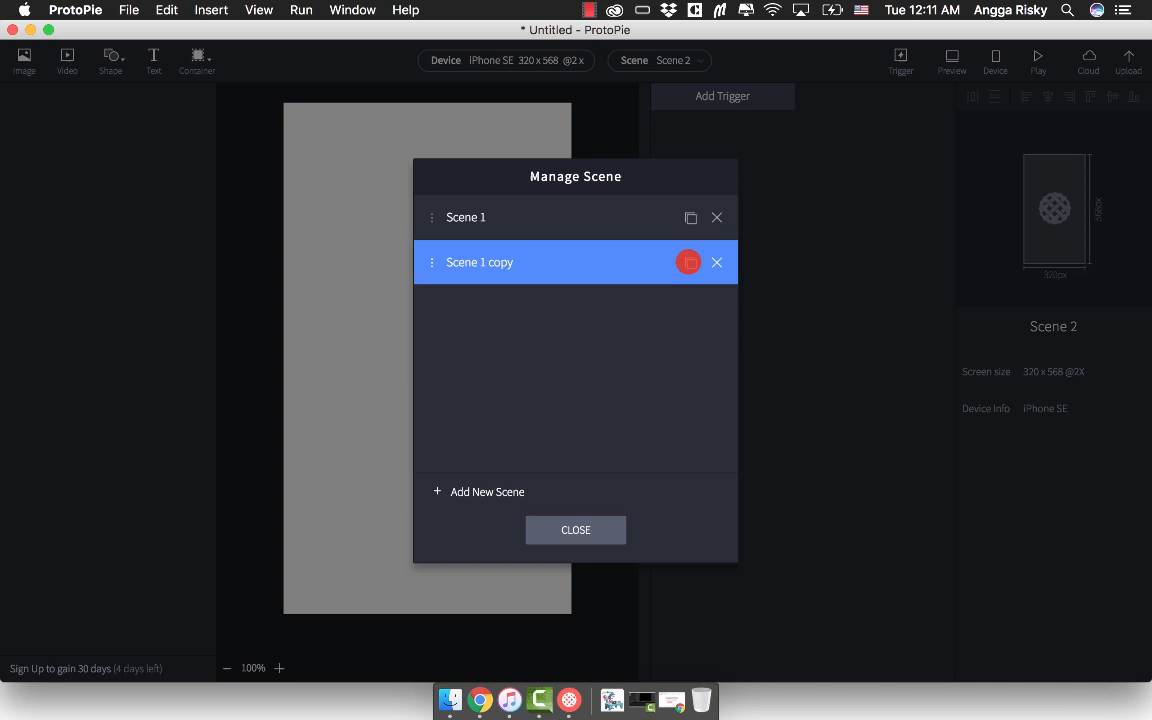 ProtoPie File Edit Insert View Run Window Help Tue 12:11 AM Angga Risky
* Untitled - ProtoPie
Image Video Shape Text Container Device iPhone SE 320 x 568 @2 x Scene Scene 2 Trigger Preview Device Play Cloud Upload
Add Trigger
Manage Scene
Scene 1
Scene 1 copy
568px
320px
Scene 2
Screen size 320 x 568 @2X
Device Info iPhone SE
+ Add New Scene
CLOSE
Sign Up to gain 30 days (4 days left) 100%